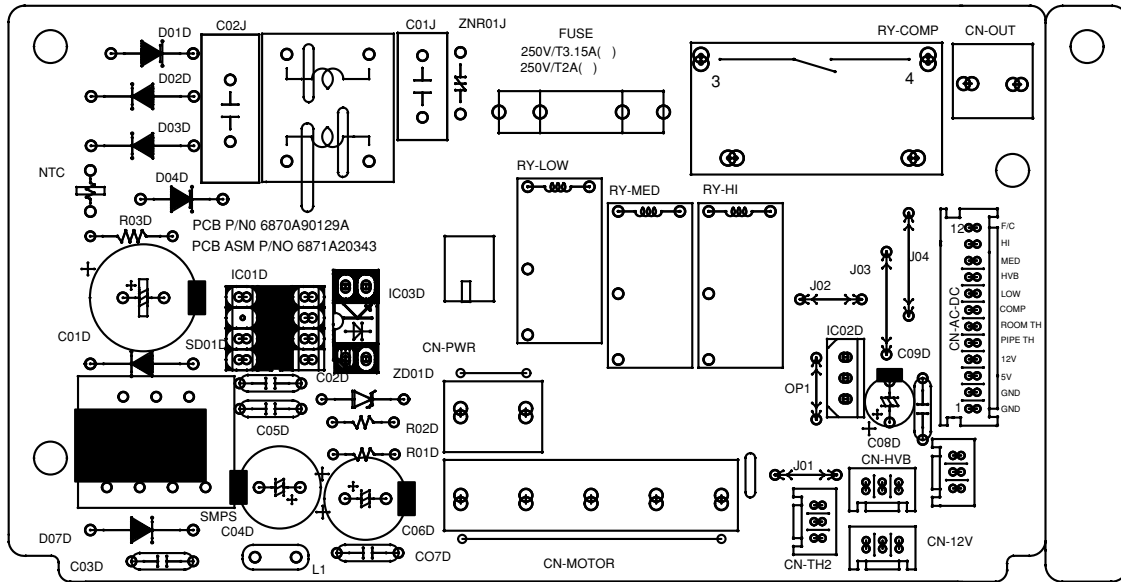 D01D
C02J
C01J
ZNR01J
FUSE
250V/T3.15A(   )
250V/T2A(   )
RY-COMP
CN-OUT
3
4
D02D
D03D
NTC
D04D
RY-LOW
RY-MED
RY-HI
R03D
PCB P/N0 6870A90129A
PCB ASM P/NO 6871A20343
12
F/C
HI
MED
HVB
LOW
COMP
ROOM TH
PIPE TH
12V
5V
GND
GND
1
CN-AC-DC
J04
J03
J02
IC01D
IC03D
IC02D
C01D
SD01D
CN-PWR
C09D
C02D
ZD01D
OP1
C05D
R02D
R01D
C08D
CN-HVB
J01
SMPS
C04D
C06D
D07D
C03D
L1
CO7D
CN-MOTOR
CN-TH2
CN-12V